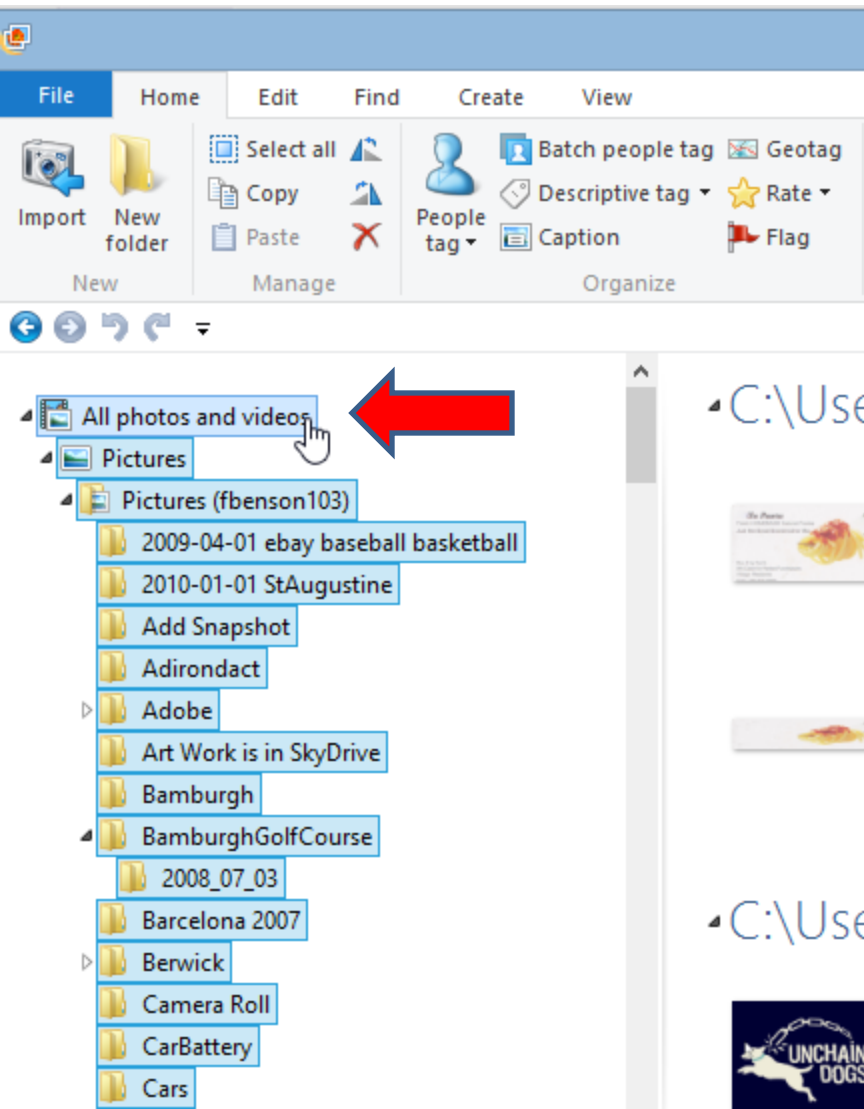 File Home Edit Find Create View
Select all
Batch people tag
Geotag
Copy
Descriptive tag
Rate
Import
New folder
Paste
People tag
Caption
Flag
New
Manage
Organize
All photos and videos
C:\Use
Pictures
Pictures (fbenson103)
2009-04-01 ebay baseball basketball
2010-01-01 StAugustine
Add Snapshot
Adirondact
Adobe
Art Work is in SkyDrive
Bamburgh
BamburghGolfCourse
2008_07_03
Barcelona 2007
C:\Use
Berwick
Camera Roll
CarBattery
UNCHAIN
DOGS
Cars